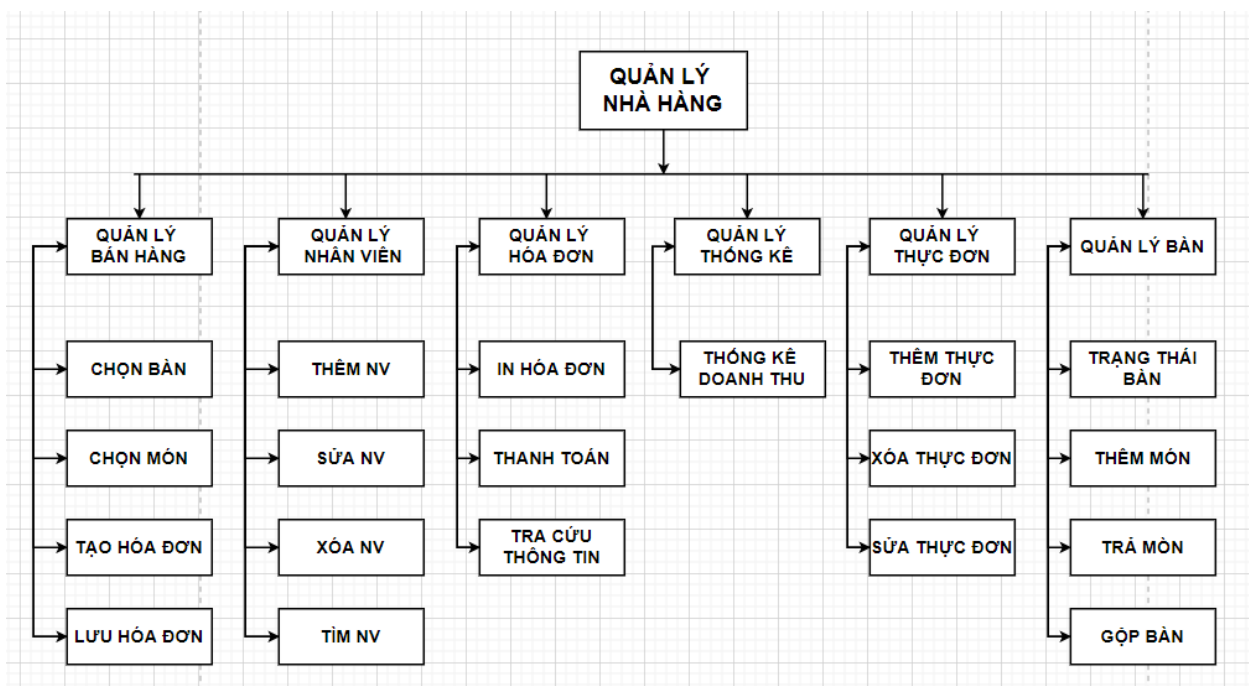 QUẢN LÝ
NHÀ HÀNG
QUẢN LÝ
BÁN HÀNG
QUẢN LÝ
NHÂN VIÊN
QUẢN LÝ
HÓA ĐƠN
QUẢN LÝ
THỐNG KÊ
QUẢN LÝ
THỰC ĐƠN
QUẢN LÝ BÀN
CHỌN BÀN
THÊM NV
IN HÓA ĐƠN
THỐNG KÊ
DOANH THU
THÊM THỰC
ĐƠN
TRẠNG THÁI
BÀN
CHỌN MÓN
SỬA NV
THANH TOÁN
XÓA THỰC ĐƠN
THÊM MÓN
TẠO HÓA ĐƠN
XÓA NV
TRA CỨU
THÔNG TIN
SỬA THỰC ĐƠN
TRẢ MÒN
LƯU HÓA ĐƠN
TÌM NV
GỘP BÀN